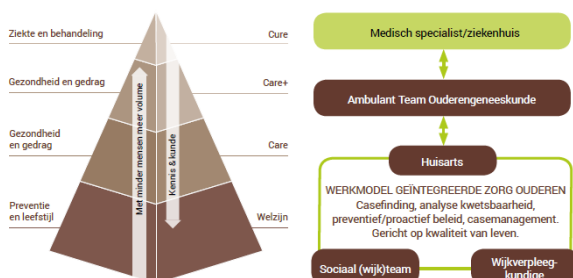 Ziekte en behandeling
Cure
Gezondheid en gedrag
Care+
Gezondheid
en gedrag
Care
Preventie
en leefstijl
Welzijn
Met minder mensen meer volume
Kennis & kunde
Medisch specialist/ziekenhuis
Ambulant Team Ouderengeneeskunde
Huisarts
WERKMODEL GEÏNTEGREERDE ZORG OUDEREN
Casefinding, analyse kwetsbaarheid,
preventief/proactief beleid, casemanagement.
Gericht op kwaliteit van leven.
Sociaal (wijk)team
Wijkverpleeg-
kundige